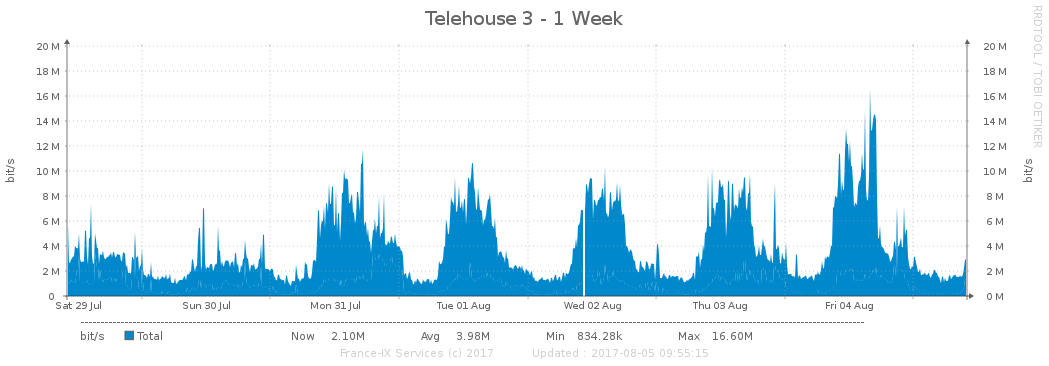 Telehouse 3 - 1 Week
RRDTOOL / TOBI OETIKER
20 M 20 M
18 M 18 M
16 M 16 M
14 M 14 M
12 M 12 M
10 M 10 M
8 M 8 M
6 M 6 M
4 M 4 M
2 M 2 M
0 0 M
bit/s bit/s
Sat 29 Jul Sun 30 Jul Mon 31 Jul Tue 01 Aug Wed 02 Aug Thu 03 Aug Fri 04 Aug
bit/s Total Now 2.10M Avg 3.98M Min 834.28k Max 16.60M
France-IX Services (c) 2017 Updated : 2017-08-05 09:55:15